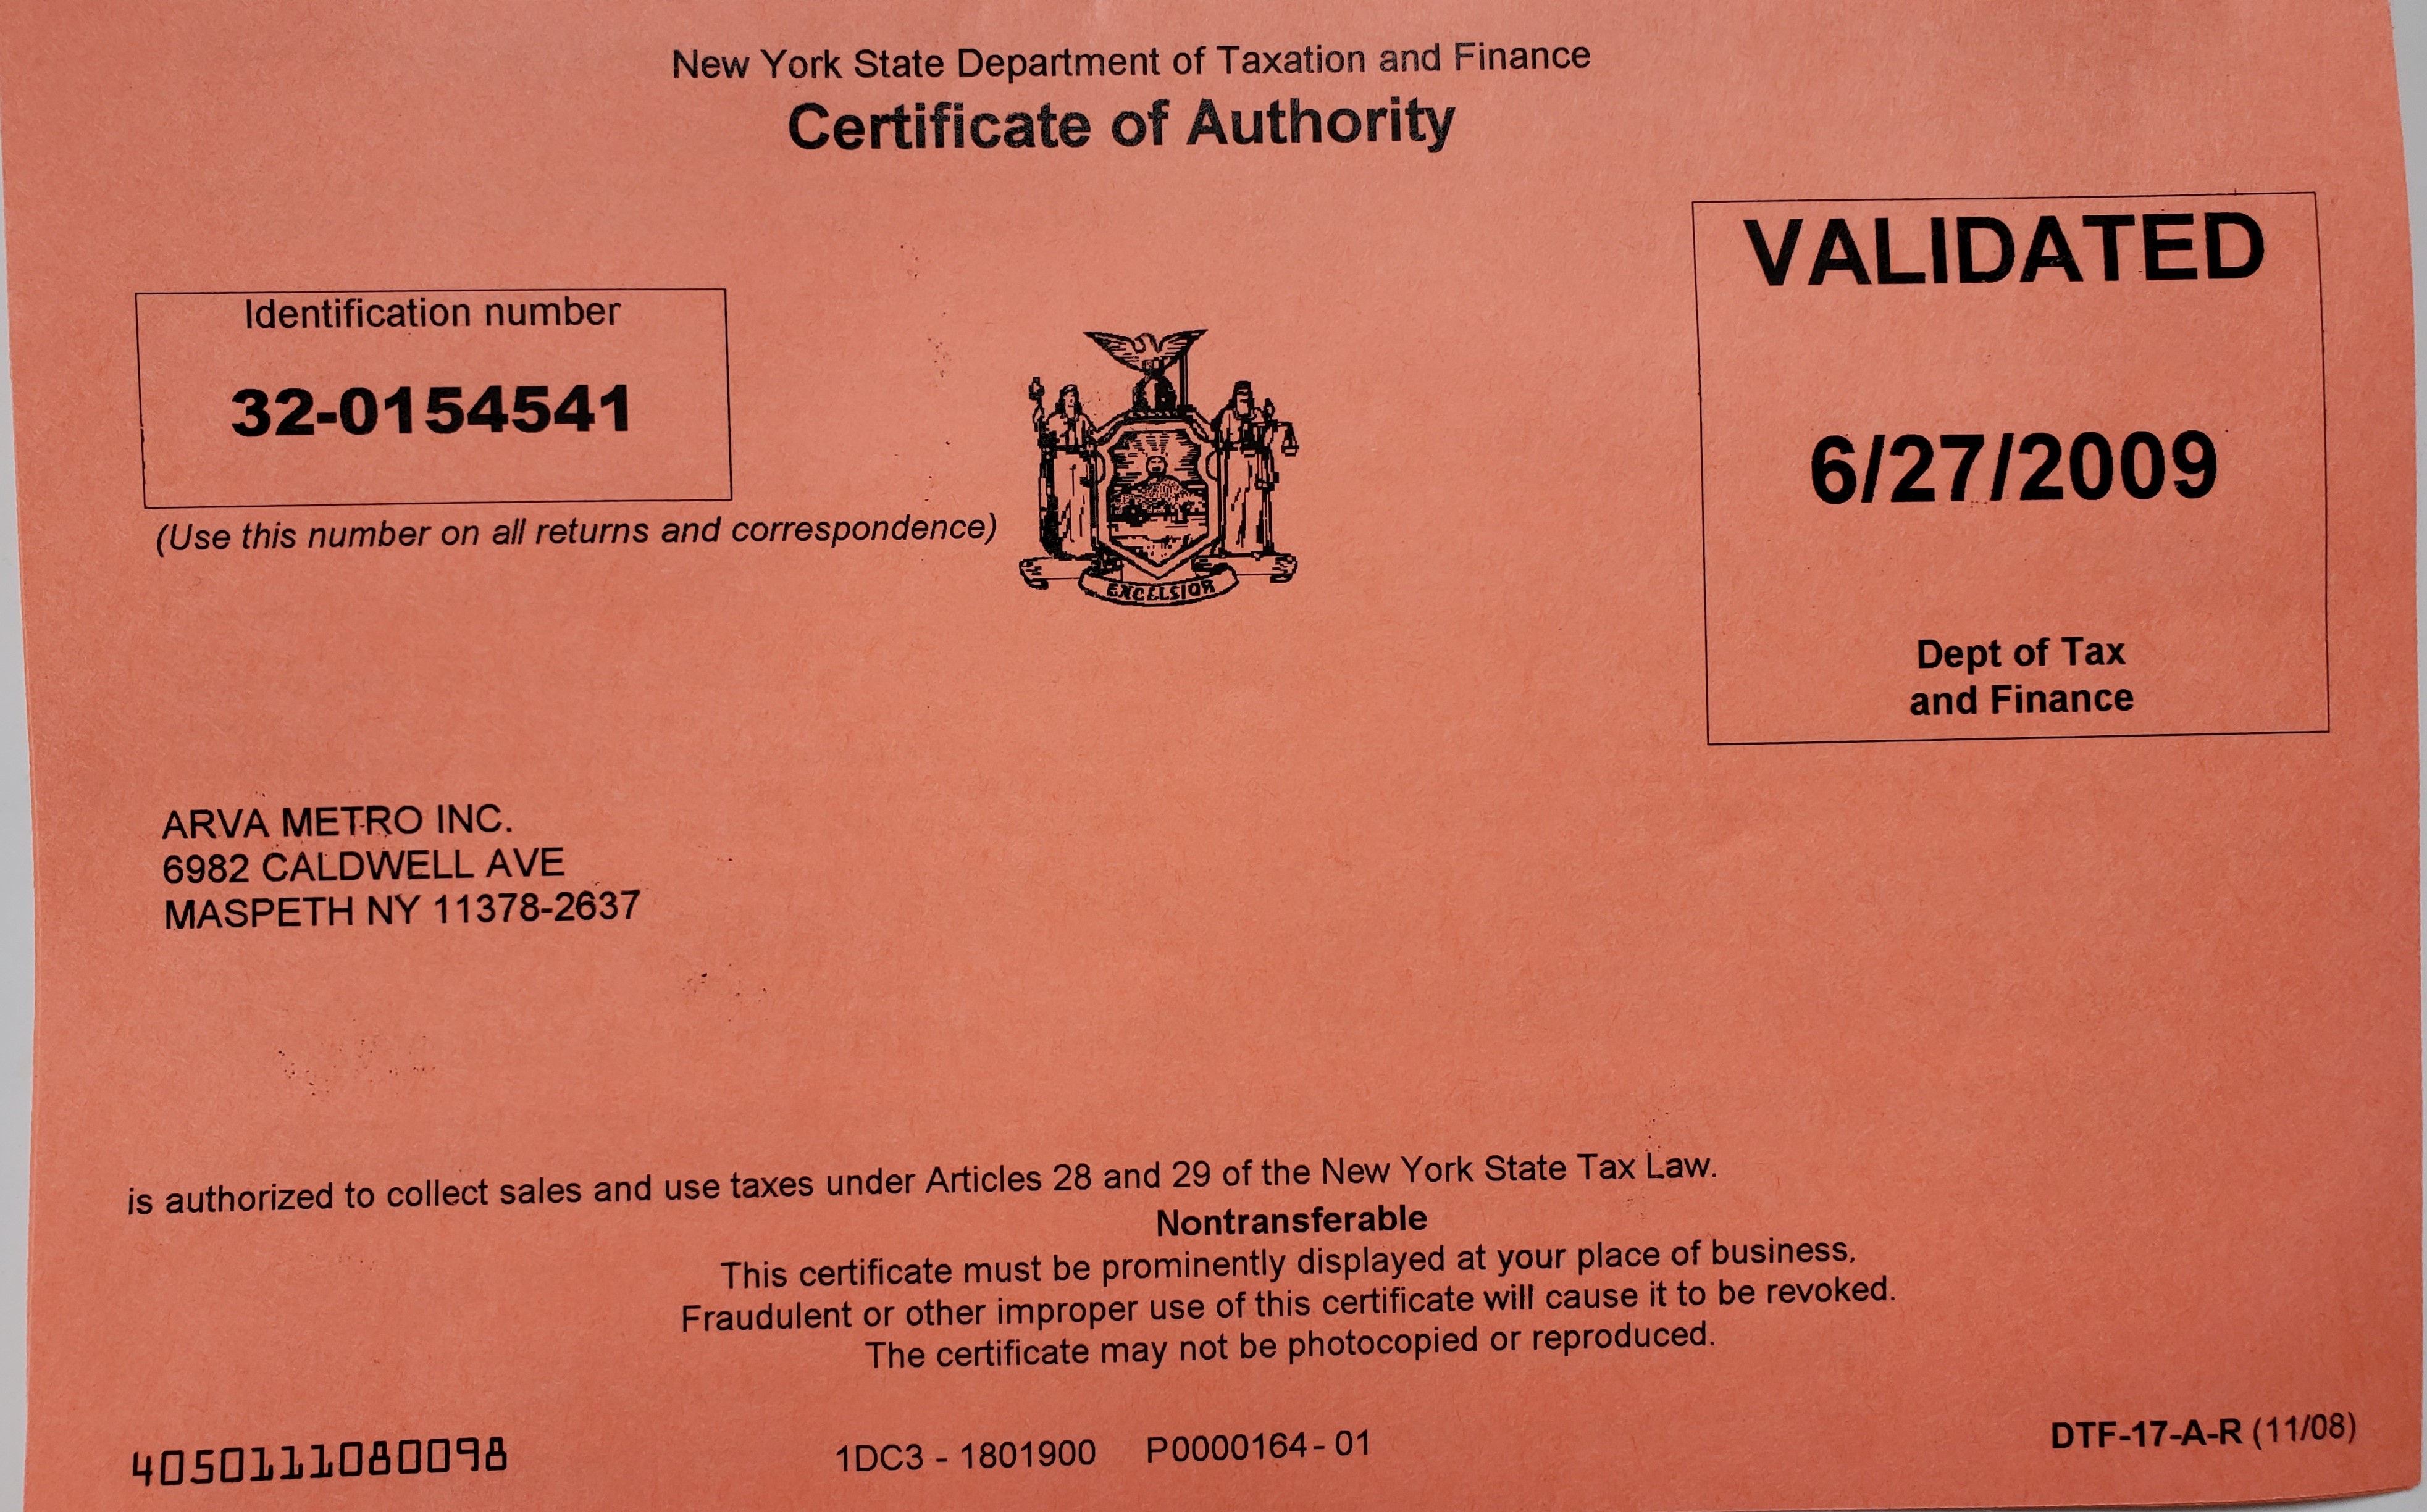 New York State Department of Taxation and Finance
Certificate of Authority
Identification number
32-0154541
(Use this number on all returns and correspondence)
EXCELSIOR
VALIDATED
6/27/2009
Dept of Tax
and Finance
ARVA METRO INC.
6982 CALDWELL AVE
MASPETH NY 11378-2637
is authorized to collect sales and use taxes under Articles 28 and 29 of the New York State Tax Law.
Nontransferable
This certificate must be prominently displayed at your place of business.
Fraudulent or other improper use of this certificate will cause it to be revoked.
The certificate may not be photocopied or reproduced.
4050111080098
1DC3 - 1801900 P0000164-01
DTF-17-A-R (11/08)